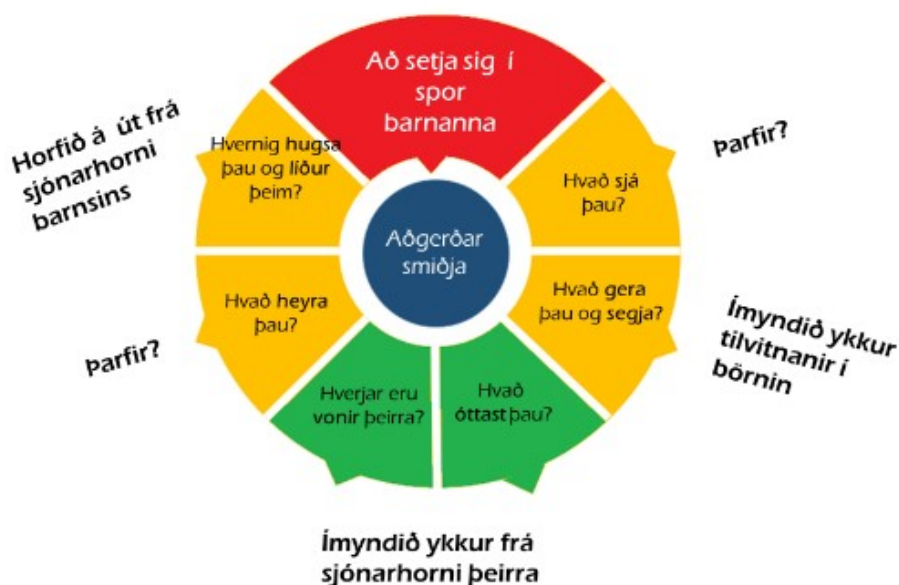 Að setja sig í
spor
barnanna
Horfið á út frá
sjónarhorni
barnsins
Hvernig hugsa
þau og líður
þeim?
Þarfir?
Hvað sjá
þau?
Aðgerðar
smiðja
Hvað heyra
þau?
Hvað gera
þau og segja?
Þarfir?
Ímyndið ykkur
tilvitnanir í
börnin
Hverjar eru
vonir þeirra?
Hvað
óttast þau?
Ímyndið ykkur frá
sjónarhorni þeirra